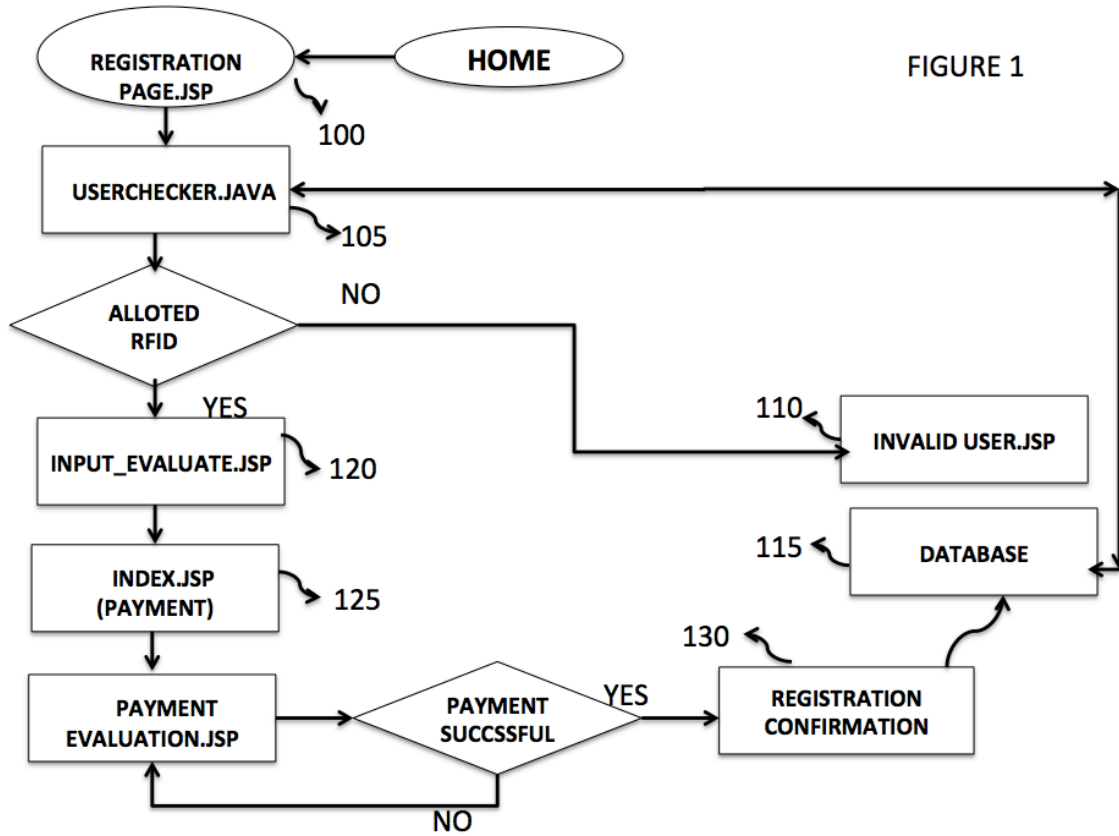 REGISTRATION
PAGE.JSP
HOME
FIGURE 1
100
USERCHECKER.JAVA
105
ALLOTED
RFID
NO
YES
110
INVALID USER.JSP
INPUT_EVALUATE.JSP
120
115
DATABASE
INDEX.JSP
(PAYMENT)
125
130
PAYMENT
EVALUATION.JSP
PAYMENT
SUCCSSFUL
YES
REGISTRATION
CONFIRMATION
NO